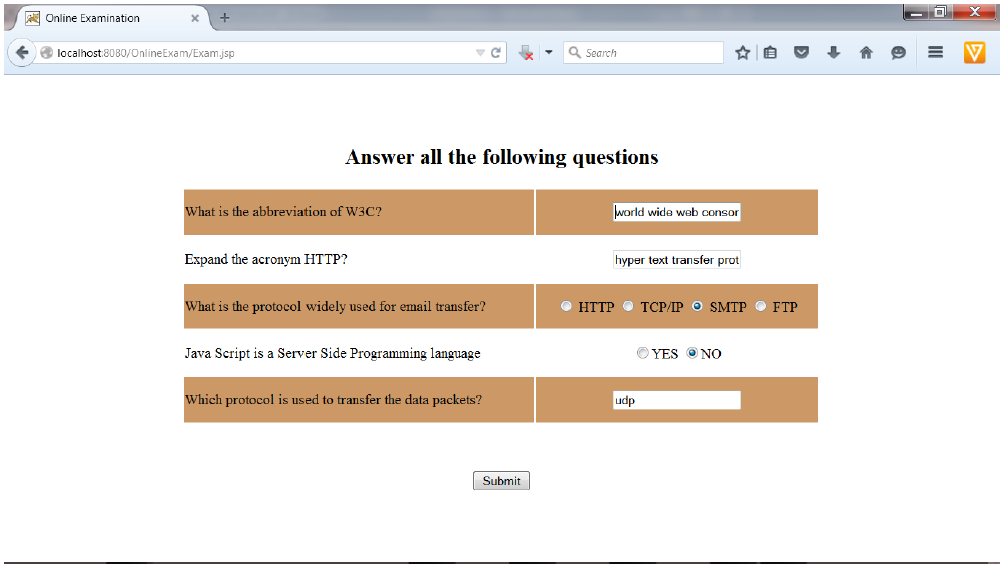 Online Examination
localhost:8080/OnlineExam/Exam.jsp
Search
Answer all the following questions
What is the abbreviation of W3C? world wide web consor
Expand the acronym HTTP? hyper text transfer prot
What is the protocol widely used for email transfer? HTTP TCP/IP SMTP FTP
Java Script is a Server Side Programming language YES NO
Which protocol is used to transfer the data packets? udp
Submit